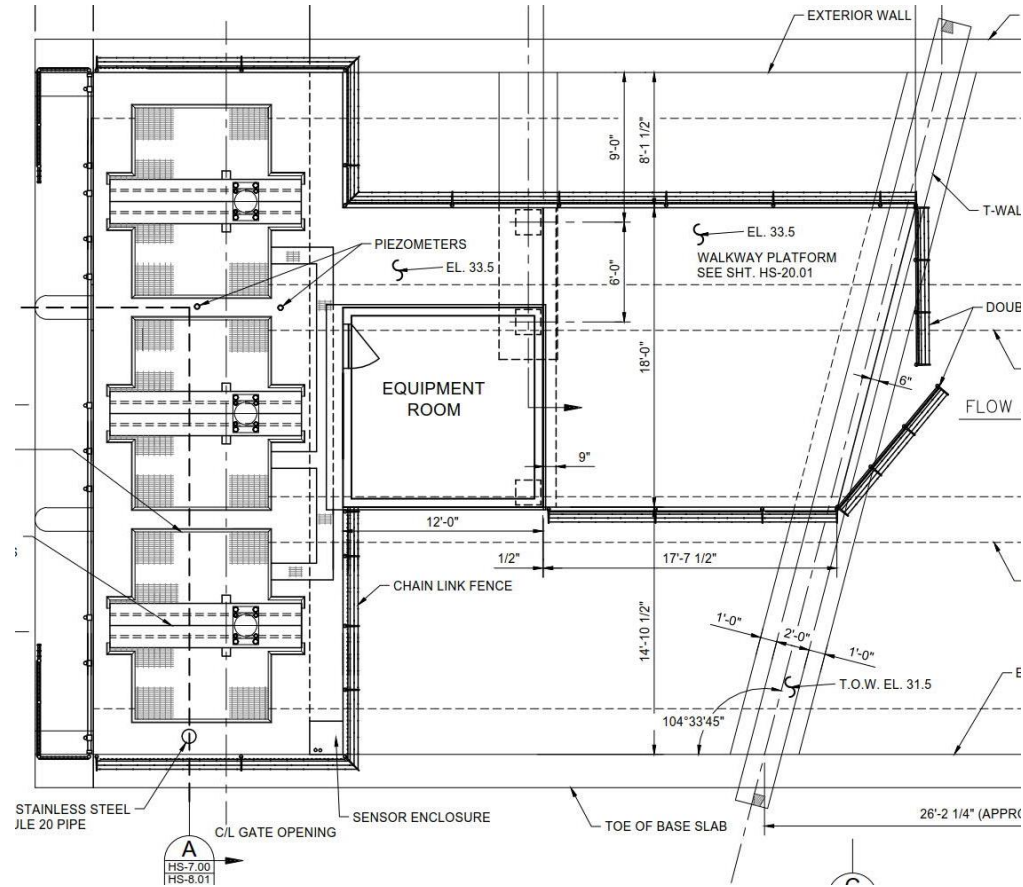 EXTERIOR WALL
9'-0"
8'-1 1/2"
PIEZOMETERS
EL. 33.5
EL. 33.5
WALKWAY PLATFORM
SEE SHT. HS-20.01
6'-0"
18'-0"
EQUIPMENT
ROOM
6"
FLOW
9"
12'-0"
1/2"
17'-7 1/2"
CHAIN LINK FENCE
14'-10 1/2"
1'-0"
2'-0"
1'-0"
T.O.W. EL. 31.5
104°33'45"
STAINLESS STEEL
20 PIPE
C/L GATE OPENING
SENSOR ENCLOSURE
TOE OF BASE SLAB
26'-2 1/4"
A
HS-7.00
HS-8.01